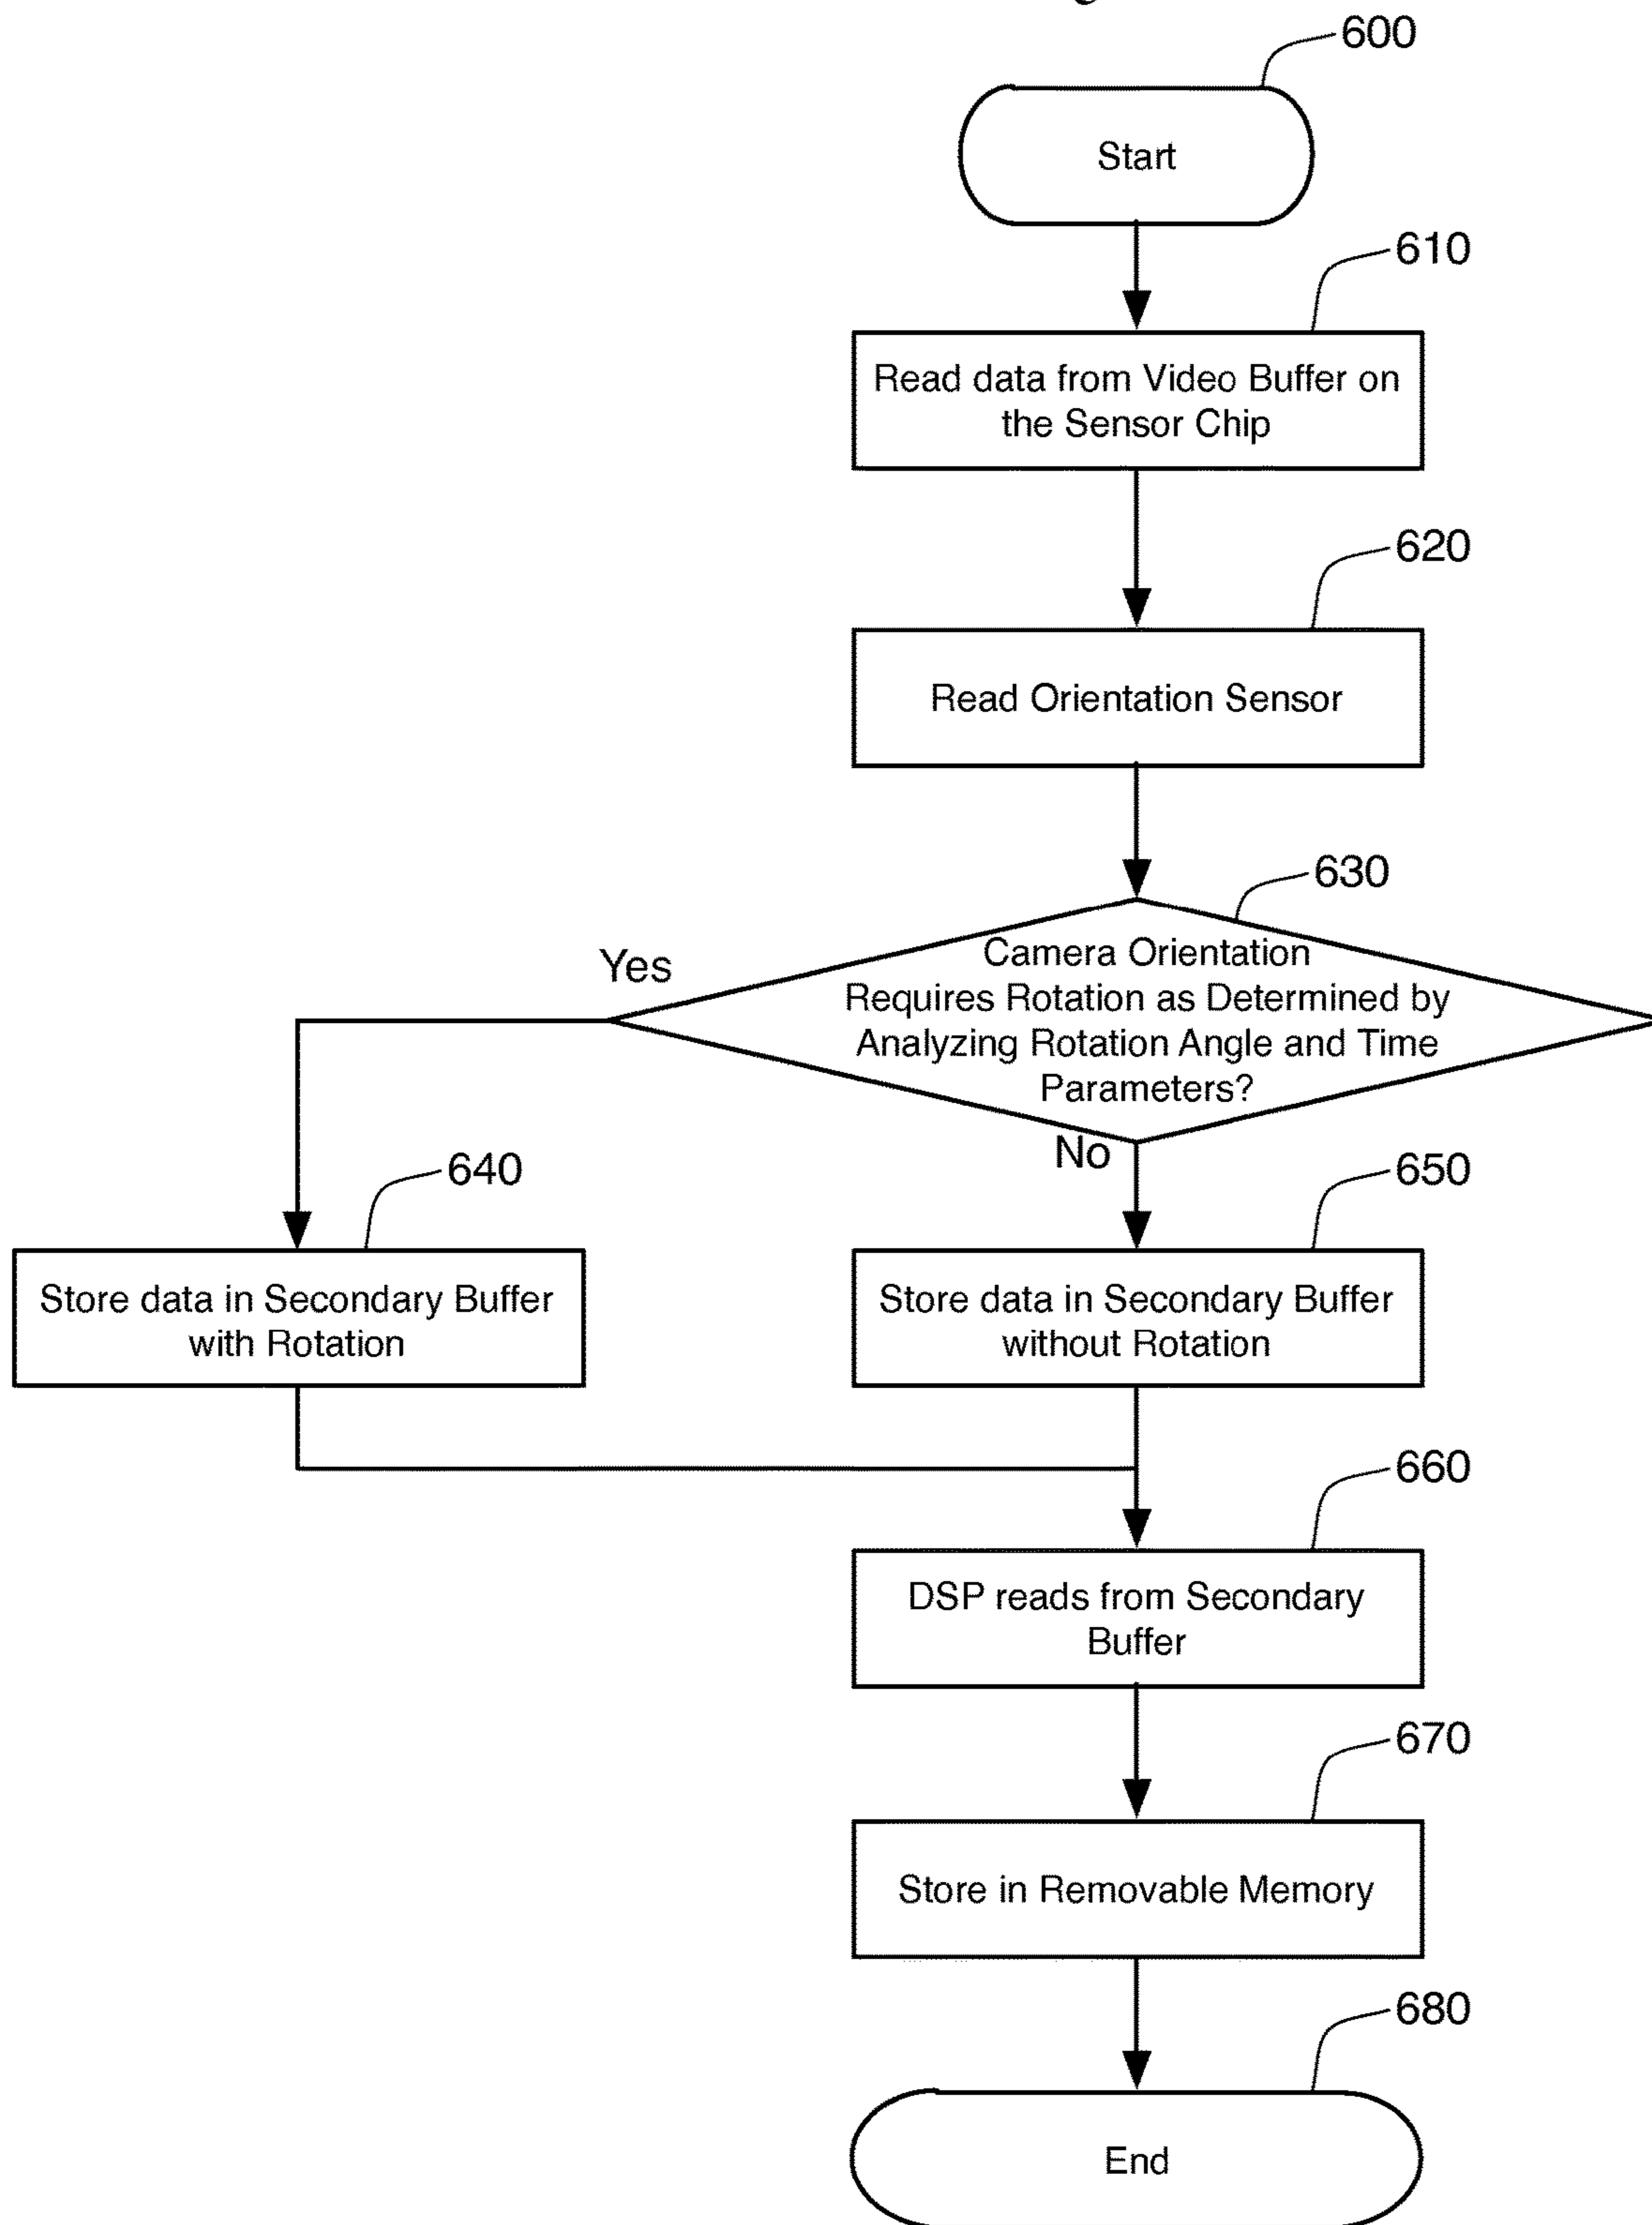 600
Start
610
Read data from Video Buffer on
the Sensor Chip
620
Read Orientation Sensor
630
Camera Orientation
Requires Rotation as Determined by
Analyzing Rotation Angle and Time
Parameters?
Yes
No
640
Store data in Secondary Buffer
with Rotation
650
Store data in Secondary Buffer
without Rotation
660
DSP reads from Secondary
Buffer
670
Store in Removable Memory
680
End